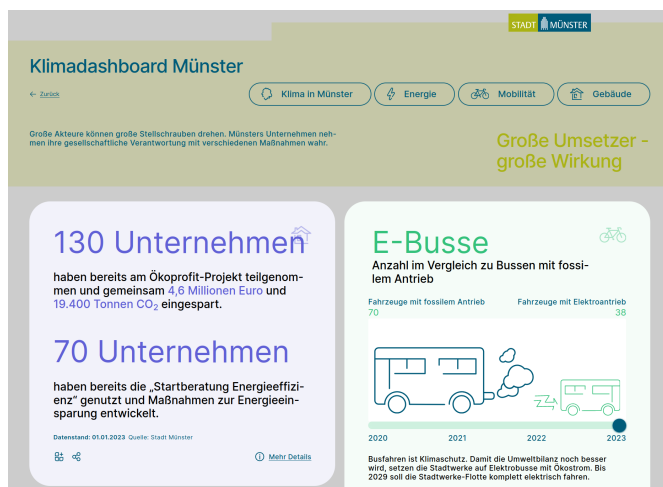 STADT MÜNSTER
Klimadashboard Münster
← Zurück
Klima in Münster
Energie
Mobilität
Gebäude
Große Akteure können große Stellschrauben drehen. Münsters Unternehmen neh-
men ihre gesellschaftliche Verantwortung mit verschiedenen Maßnahmen wahr.
Große Umsetzer -
große Wirkung
130 Unternehmen
haben bereits am Ökoprofit-Projekt teilgenom-
men und gemeinsam 4,6 Millionen Euro und
19.400 Tonnen CO₂ eingespart.
70 Unternehmen
haben bereits die „Startberatung Energieeffizi-
enz“ genutzt und Maßnahmen zur Energieein-
sparung entwickelt.
Datenstand: 01.01.2023 Quelle: Stadt Münster
Mehr Details
E-Busse
Anzahl im Vergleich zu Bussen mit fossi-
lem Antrieb
Fahrzeuge mit fossilem Antrieb
70
Fahrzeuge mit Elektroantrieb
38
2020 2021 2022 2023
Busfahren ist Klimaschutz. Damit die Umweltbilanz noch besser
wird, setzen die Stadtwerke auf Elektrobusse mit Ökostrom. Bis
2029 soll die Stadtwerke-Flotte komplett elektrisch fahren.